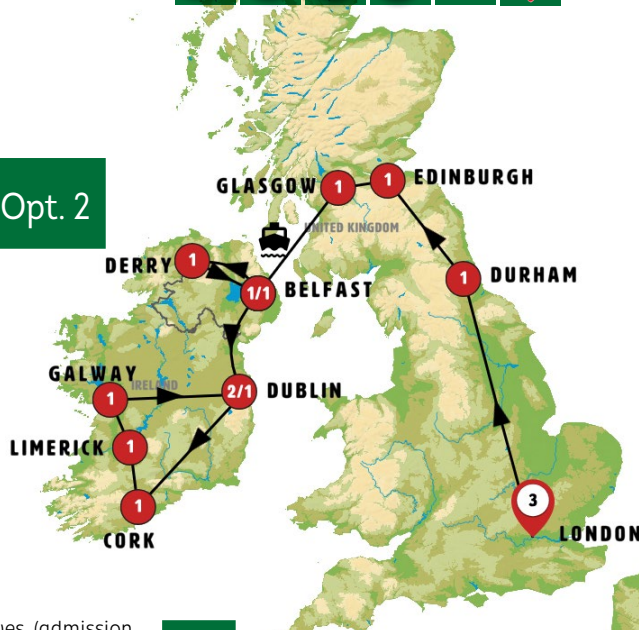 Opt. 2
GLASGOW
1
1
EDINBURGH
UNITED KINGDOM
DERRY
1
1/1
BELFAST
1
DURHAM
GALWAY
IRELAND
1
2/1
DUBLIN
LIMERICK
1
1
CORK
3
LONDON
(admission